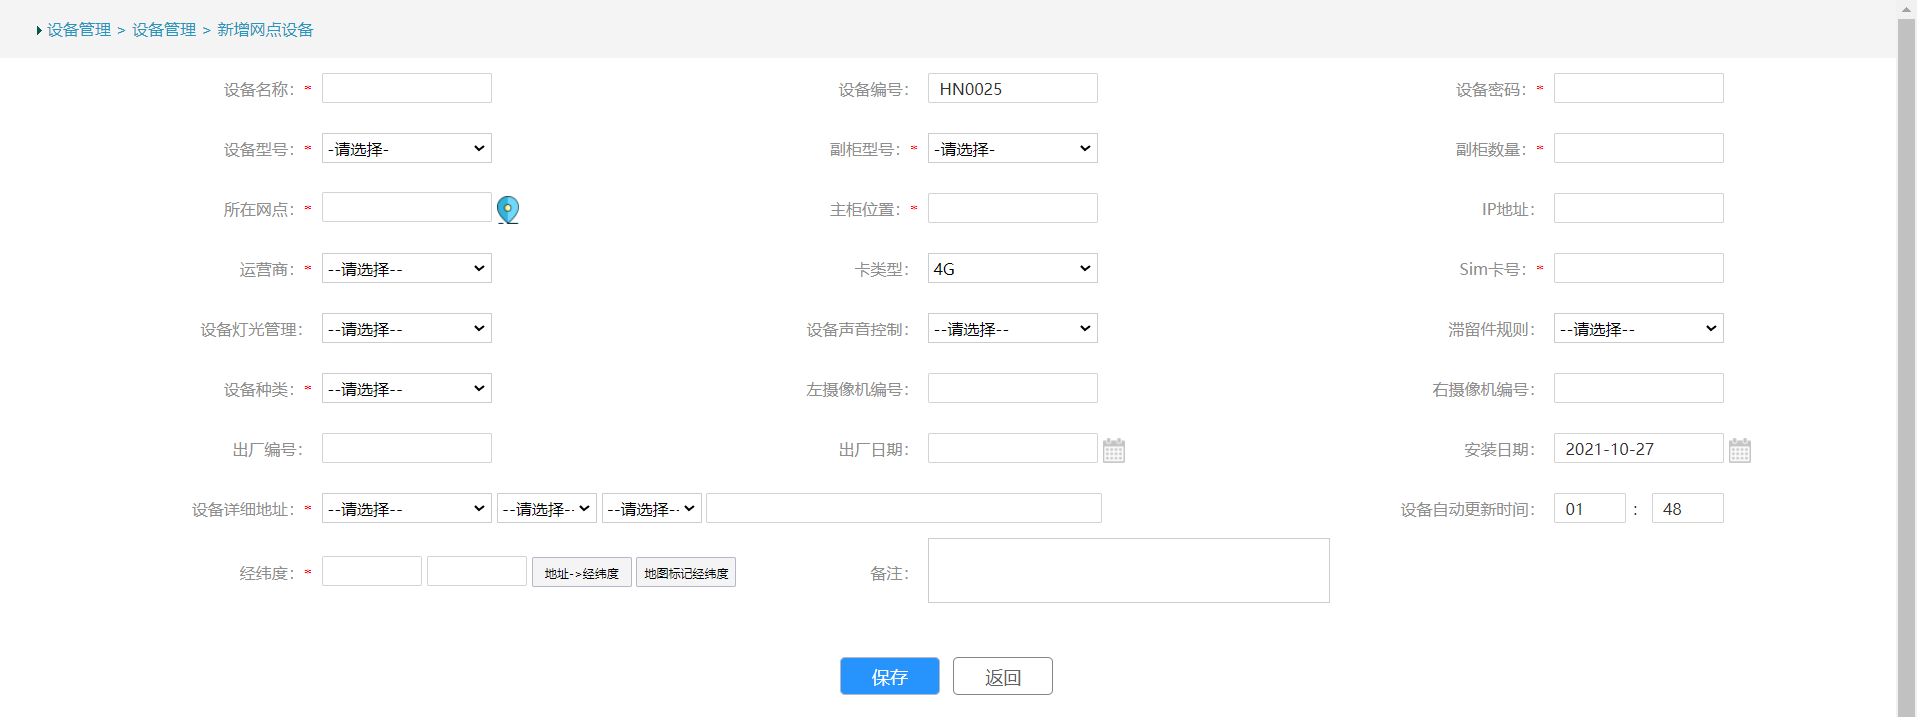 设备管理 > 设备管理 > 新增网点设备
设备名称： *
设备编号： HN0025
设备密码： *
设备型号： * -请选择-
副柜型号： * -请选择-
副柜数量： *
所在网点： *
主柜位置： *
IP地址：
运营商： * --请选择--
卡类型： 4G
Sim卡号： *
设备灯光管理： --请选择--
设备声音控制： --请选择--
滞留件规则： --请选择--
设备种类： * --请选择--
左摄像机编号：
右摄像机编号：
出厂编号：
出厂日期：
安装日期： 2021-10-27
设备详细地址： * --请选择-- --请选择-- --请选择--
设备自动更新时间： 01 : 48
经纬度： * 地址->经纬度 地图标记经纬度
备注：
保存 返回